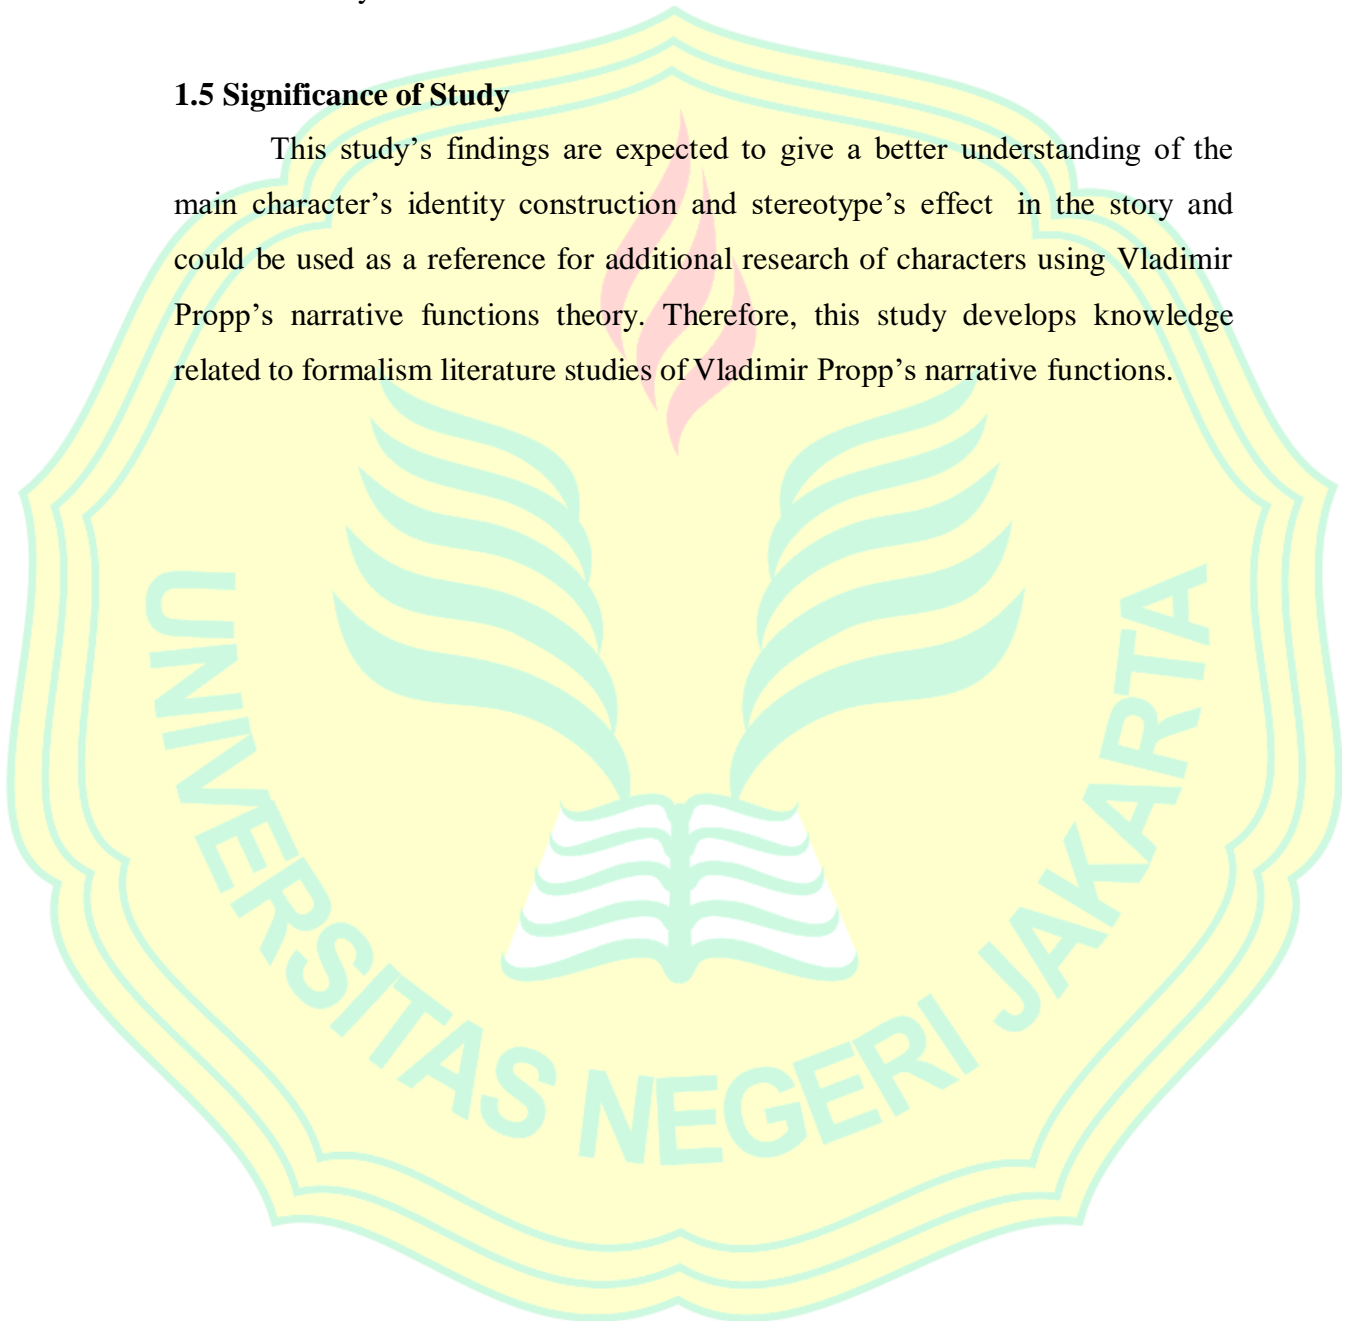 1.5 Significance of Study
This study’s findings are expected to give a better understanding of the
main character’s identity construction and stereotype’s effect in the story and
could be used as a reference for additional research of characters using Vladimir
Propp’s narrative functions theory. Therefore, this study develops knowledge
related to formalism literature studies of Vladimir Propp’s narrative functions.
UNIVERSITAS NEGERI JAKARTA